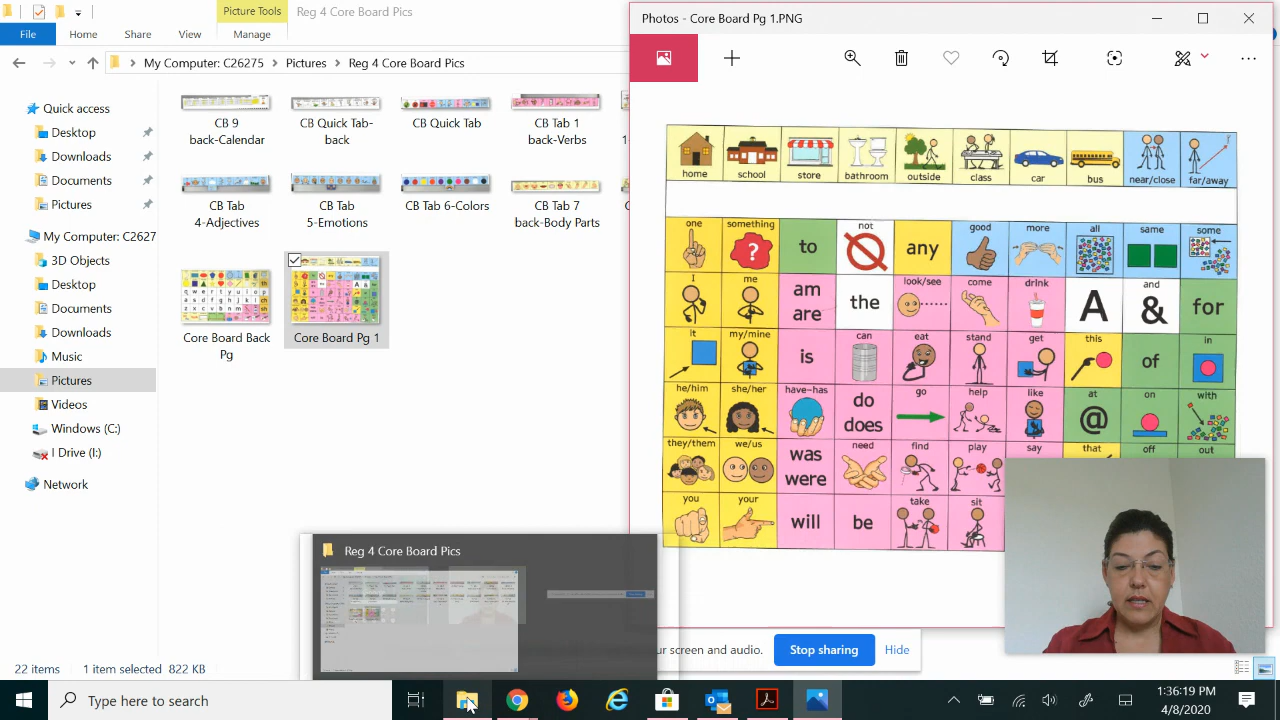 Picture Tools
Reg 4 Core Board Pics
File
Home
Share
View
Manage
My Computer: C26275
Pictures
Reg 4 Core Board Pics
Quick access
Desktop
Downloads
Documents
Pictures
My Computer: C2627
3D Objects
Desktop
Documents
Downloads
Music
Pictures
Videos
Windows (C:)
I Drive (I:)
Network
CB 9
back-Calendar
CB Quick Tab-
back
CB Quick Tab
CB Tab 1
back-Verbs
CB Tab
4-Adjectives
CB Tab
5-Emotions
CB Tab 6-Colors
CB Tab 7
back-Body Parts
Core Board Back
Pg
Core Board Pg 1
22 items
1 item selected 822 KB
Photos - Core Board Pg 1.PNG
home school store bathroom outside class car bus near/close far/away
one something to not any good more all same some
I me am are the look/see come drink A and & for
it my/mine is can eat stand get this of in
he/him she/her have-has do does go help like at @ on with
they/them we/us was were need find play say that off out
you your will be take sit
Reg 4 Core Board Pics
ur screen and audio.
Stop sharing
Hide
Type here to search
1:36:19 PM
4/8/2020